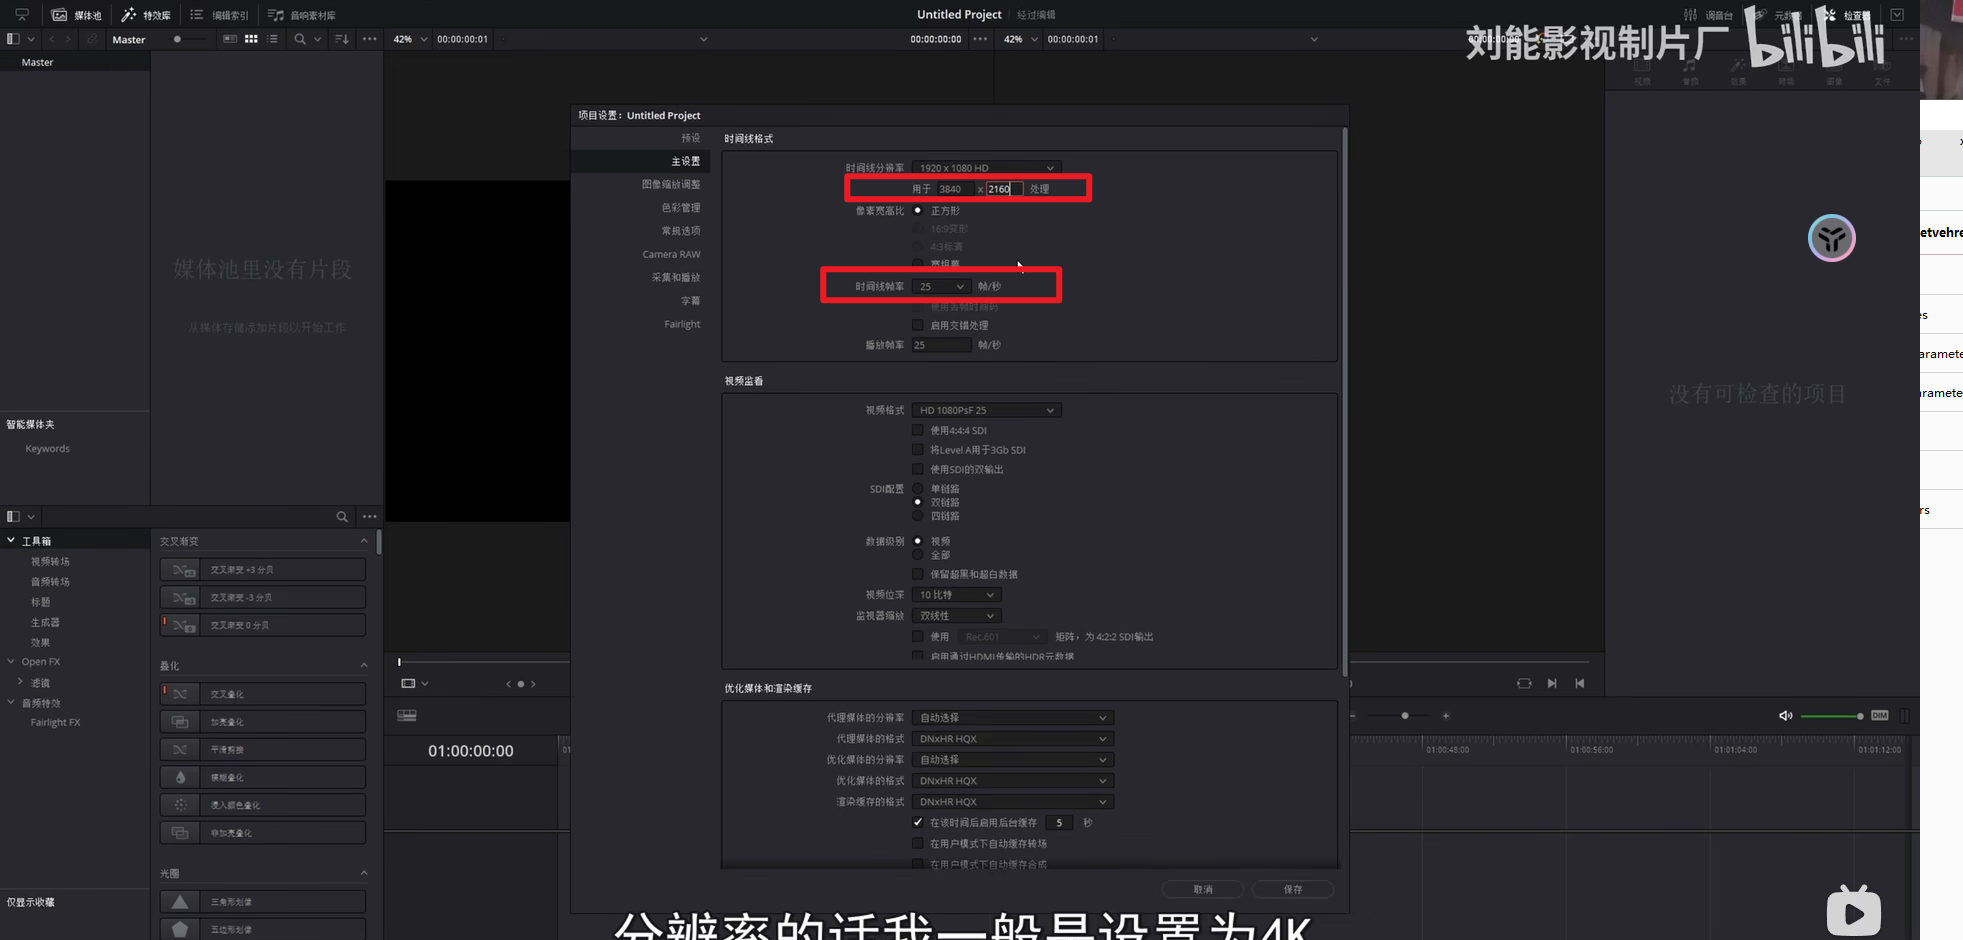 媒体池 特效库 编辑索引 音响素材库 Untitled Project 经过编辑 调音台 元数据 检查器
Master 42% 00:00:00:01 00:00:00:00 42% 00:00:00:01
刘能影视制片厂 bilibili
Master
媒体池里没有片段
从媒体存储添加片段以开始工作
智能媒体夹
Keywords
项目设置：Untitled Project
预设
主设置
图像缩放调整
色彩管理
常规选项
Camera RAW
采集和播放
字幕
Fairlight
时间线格式
时间线分辨率 1920 x 1080 HD
用于 3840 x 2160 处理
像素宽高比 正方形
16:9变形
4:3标清
宽银幕
时间线帧率 25 帧/秒
使用丢帧时间码
启用交错处理
播放帧率 25 帧/秒
视频监看
视频格式 HD 1080PsF 25
使用4:4:4 SDI
将Level A用于3Gb SDI
使用SDI的双输出
SDI配置 单链路
双链路
四链路
数据级别 视频
全部
保留超黑和超白数据
视频位深 10 比特
监视器缩放 双线性
使用 Rec.601 矩阵，为 4:2:2 SDI输出
启用通过HDMI传输的HDR元数据
优化媒体和渲染缓存
代理媒体的分辨率 自动选择
代理媒体的格式 DNxHR HQX
优化媒体的分辨率 自动选择
优化媒体的格式 DNxHR HQX
渲染缓存的格式 DNxHR HQX
在该时间后启用后台缓存 5 秒
在用户模式下自动缓存转场
在用户模式下自动缓存合成
取消 保存
没有可检查的项目
etvehre
es
aramete
aramete
rs
工具箱
视频转场
音频转场
标题
生成器
效果
Open FX
滤镜
音频特效
Fairlight FX
仅显示收藏
交叉渐变
交叉渐变 +3 分贝
交叉渐变 -3 分贝
交叉渐变 0 分贝
叠化
交叉叠化
加亮叠化
平滑剪接
模糊叠化
浸入颜色叠化
非加亮叠化
光圈
三角形划像
五边形划像
01:00:00:00
DIM
01:00:48:00 01:00:56:00 01:01:04:00 01:01:12:00
分辨率的话我一般是设置为4K